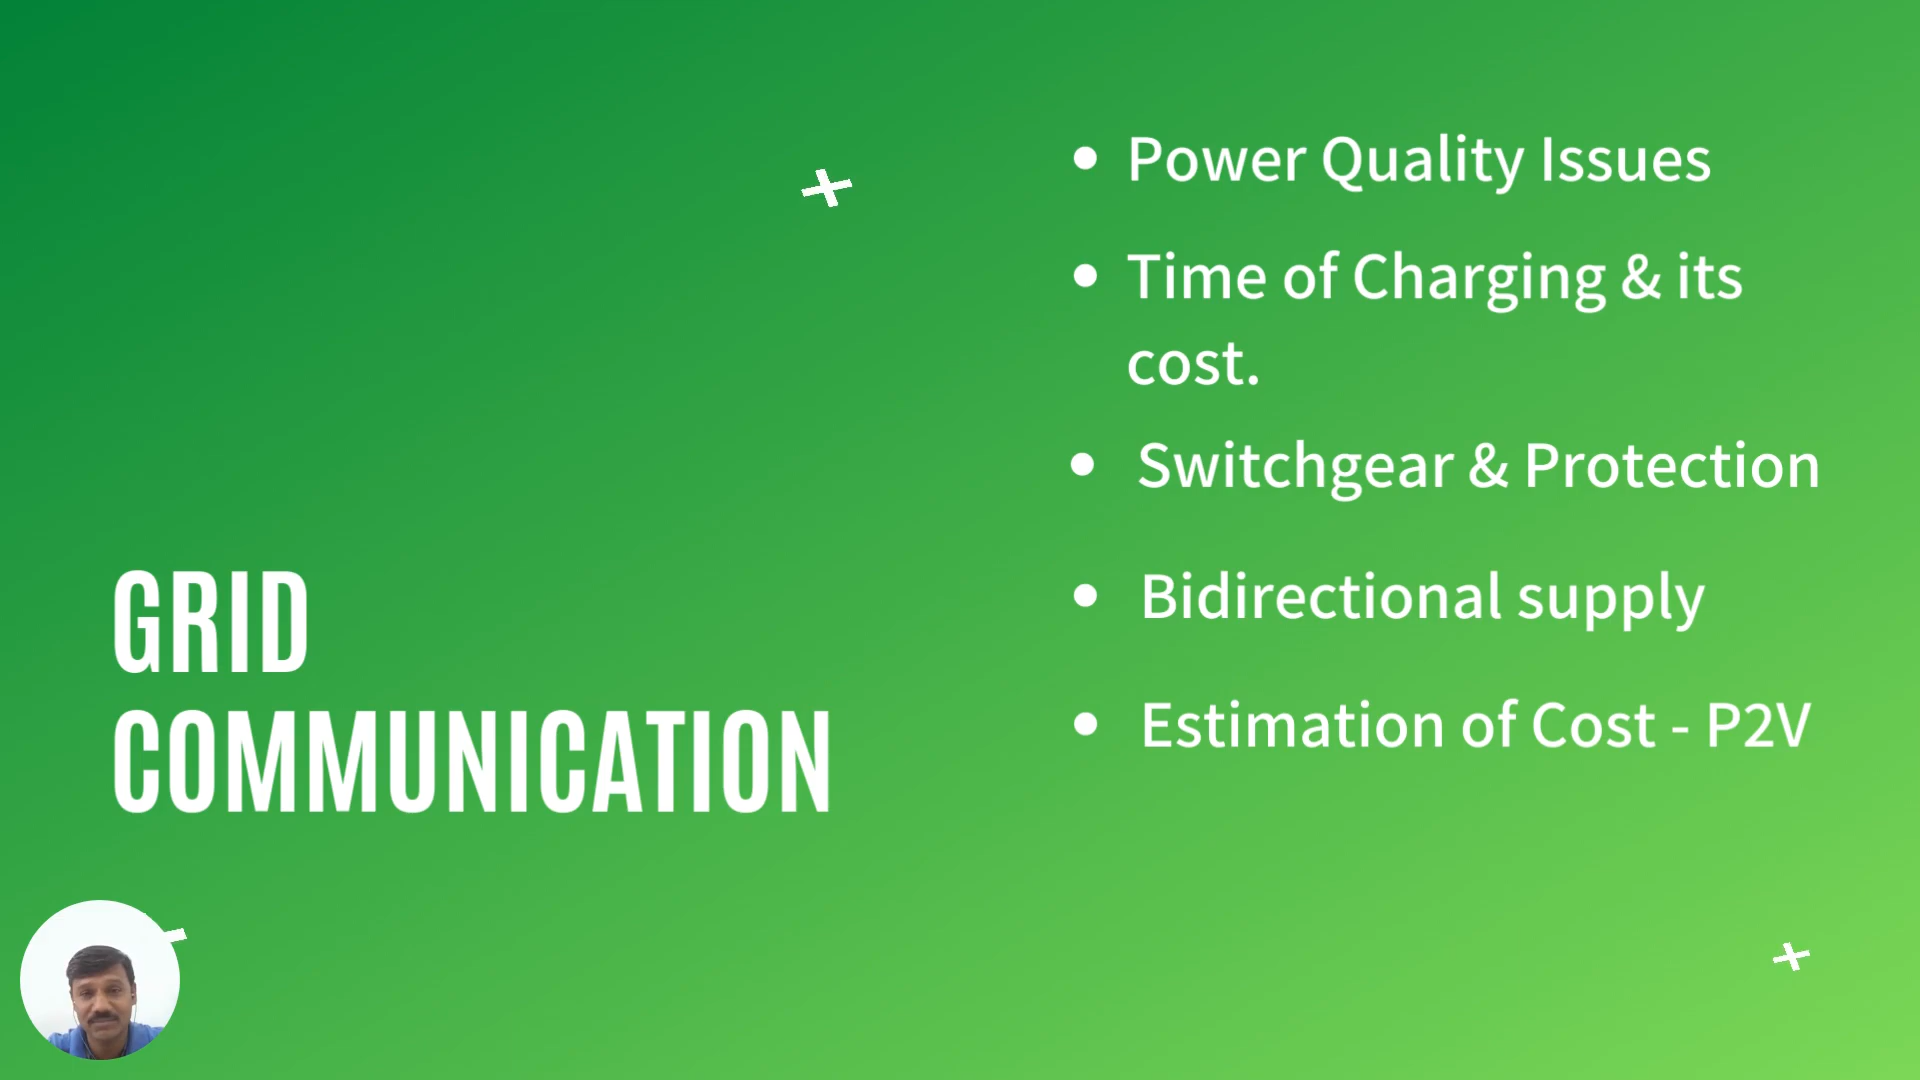 GRID
COMMUNICATION
• Power Quality Issues
• Time of Charging & its
cost.
• Switchgear & Protection
• Bidirectional supply
• Estimation of Cost - P2V